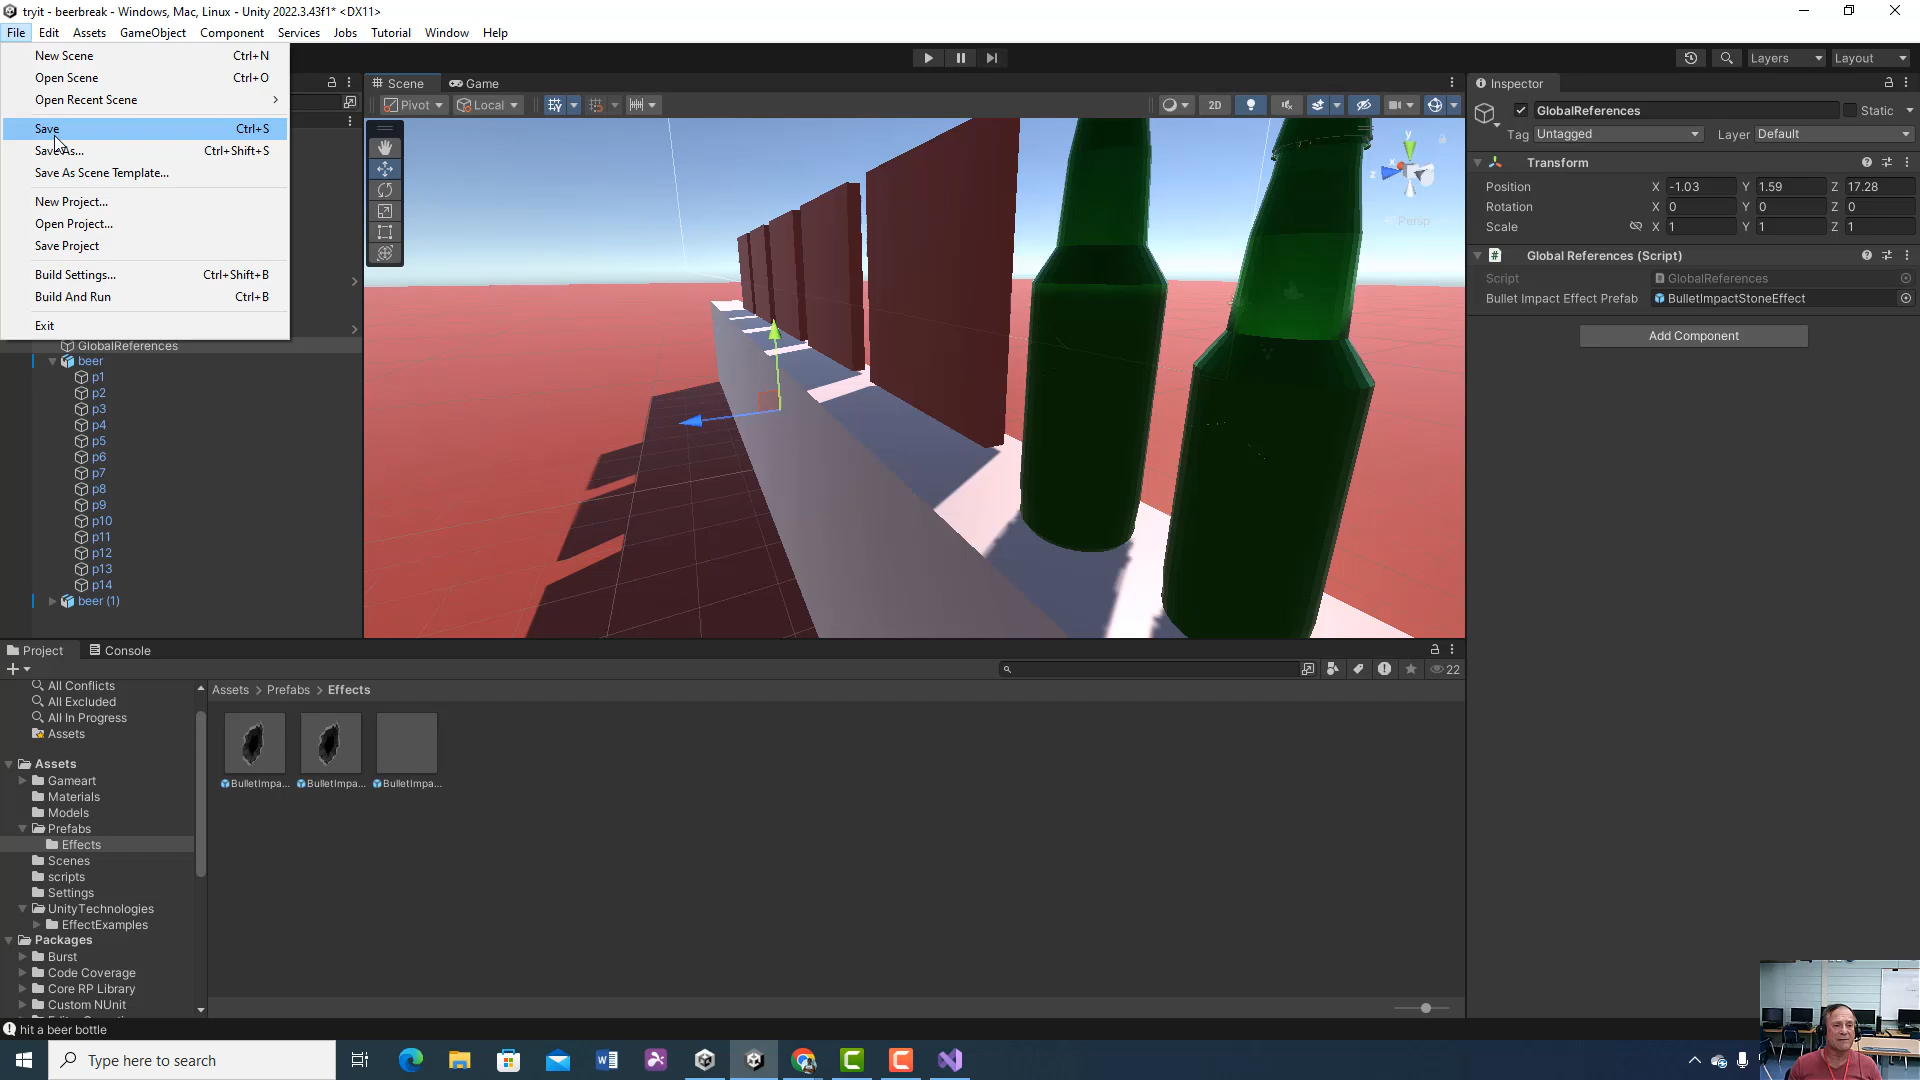 tryit - beerbreak - Windows, Mac, Linux - Unity 2022.3.43f1* <DX11>
File Edit Assets GameObject Component Services Jobs Tutorial Window Help
New Scene Ctrl+N
Open Scene Ctrl+O
Open Recent Scene
Save Ctrl+S
Save As... Ctrl+Shift+S
Save As Scene Template...
New Project...
Open Project...
Save Project
Build Settings... Ctrl+Shift+B
Build And Run Ctrl+B
Exit
Layers Layout
Scene Game
Pivot Local 2D
y
x
z
Persp
GlobalReferences
beer
p1
p2
p3
p4
p5
p6
p7
p8
p9
p10
p11
p12
p13
p14
beer (1)
Inspector
GlobalReferences Static
Tag Untagged Layer Default
Transform
Position X -1.03 Y 1.59 Z 17.28
Rotation X 0 Y 0 Z 0
Scale X 1 Y 1 Z 1
# Global References (Script)
Script GlobalReferences
Bullet Impact Effect Prefab BulletImpactStoneEffect
Add Component
Project Console
22
All Conflicts
All Excluded
All In Progress
Assets
Assets
Gameart
Materials
Models
Prefabs
Effects
Scenes
scripts
Settings
UnityTechnologies
EffectExamples
Packages
Burst
Code Coverage
Core RP Library
Custom NUnit
Assets > Prefabs > Effects
BulletImpa... BulletImpa... BulletImpa...
hit a beer bottle
Type here to search